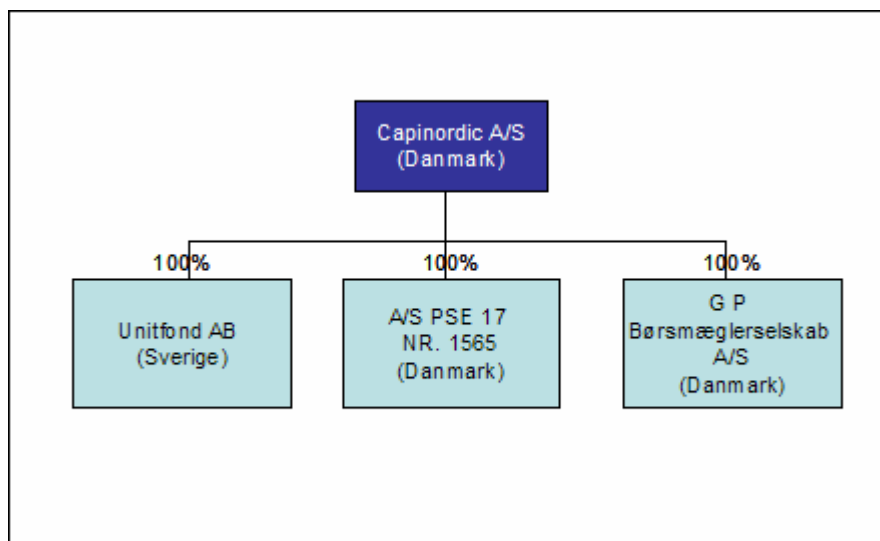 Capinordic A/S
(Danmark)
100%
100%
100%
Unitfond AB
(Sverige)
A/S PSE 17
NR. 1565
(Danmark)
G P
Børsmæglerselskab
A/S
(Danmark)